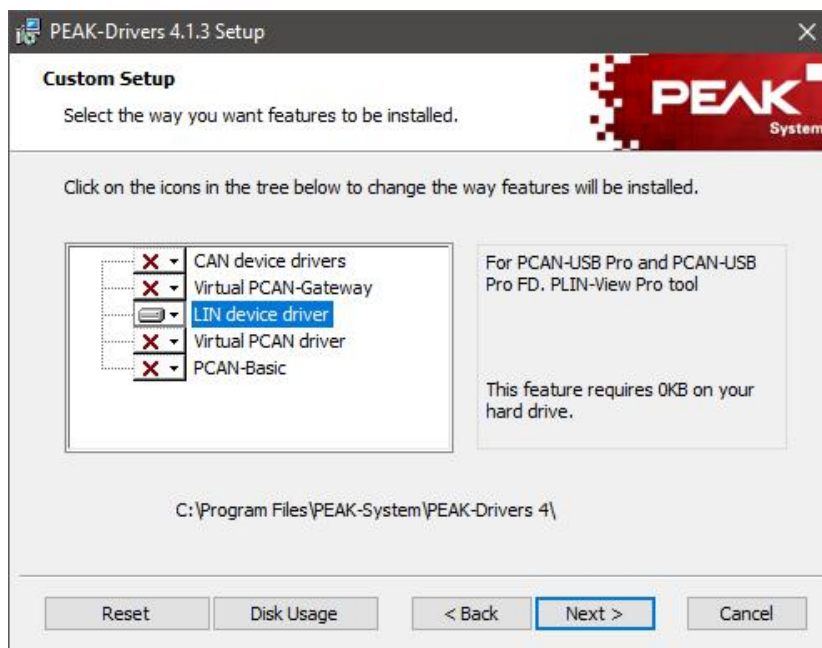 PEAK-Drivers 4.1.3 Setup
Custom Setup
Select the way you want features to be installed.
PEAK
System
Click on the icons in the tree below to change the way features will be installed.
CAN device drivers
Virtual PCAN-Gateway
LIN device driver
Virtual PCAN driver
PCAN-Basic
For PCAN-USB Pro and PCAN-USB
Pro FD. PLIN-View Pro tool
This feature requires 0KB on your
hard drive.
C:\Program Files\PEAK-System\PEAK-Drivers 4\
Reset
Disk Usage
< Back
Next >
Cancel